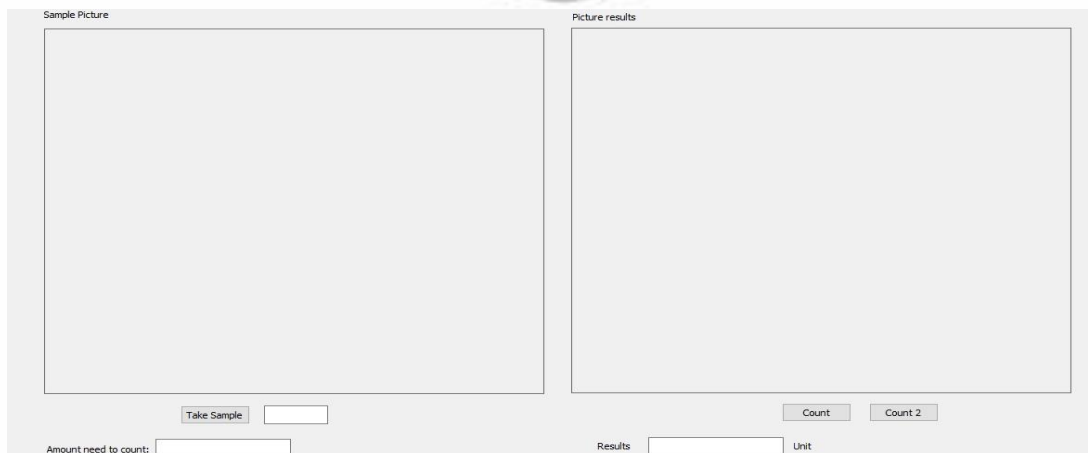 Sample Picture
Picture results
Take Sample
Count
Count 2
Amount need to count:
Results
Unit